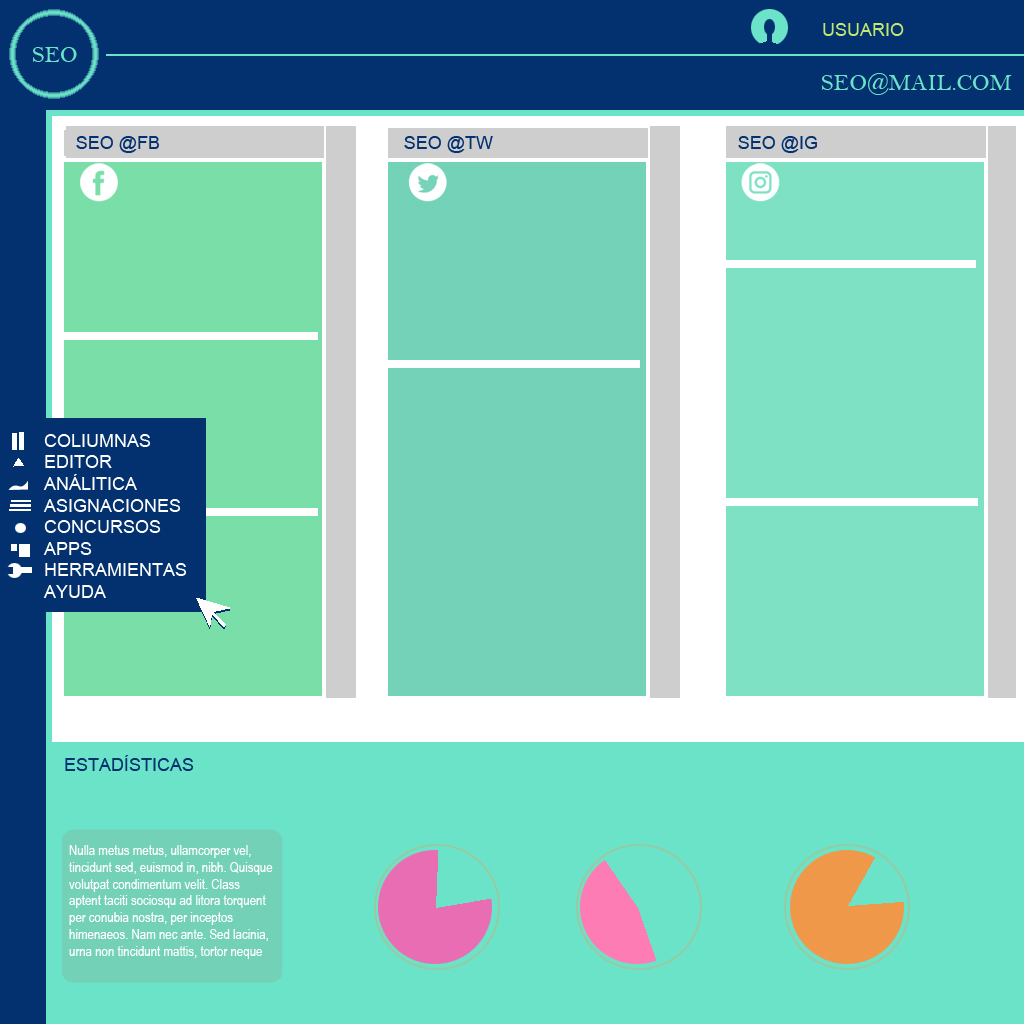 SEO
USUARIO
SEO@MAIL.COM
SEO @FB
SEO @TW
SEO @IG
COLIUMNAS
EDITOR
ANÁLITICA
ASIGNACIONES
CONCURSOS
APPS
HERRAMIENTAS
AYUDA
ESTADÍSTICAS
Nulla metus metus, ullamcorper vel,
tincidunt sed, euismod in, nibh. Quisque
volutpat condimentum velit. Class
aptent taciti sociosqu ad litora torquent
per conubia nostra, per inceptos
himenaeos. Nam nec ante. Sed lacinia,
urna non tincidunt mattis, tortor neque